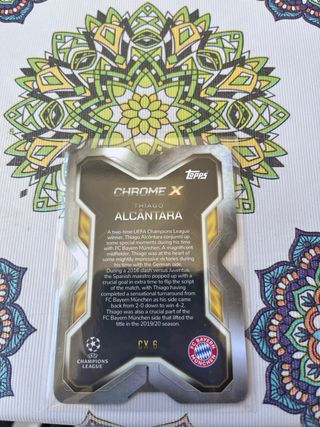 Topps
CHROME X
THIAGO
ALCANTARA
A two-time UEFA Champions League
winner, Thiago Alcântara conjured up
some special moments during his time
with FC Bayern München. A magnificent
midfielder, Thiago was at the heart of
some mightily impressive victories during
his time with the German side.
During a 2016 clash versus Juventus,
the Spanish maestro popped up with a
crucial goal in extra time to flip the script
of the match, with Thiago having
completed a sensational turnaround from
FC Bayern München as his side came
back from 2-0 down to win 4-2.
Thiago was also a crucial part of the
FC Bayern München side that lifted the
title in the 2019/20 season.
CX 6
CHAMPIONS
LEAGUE
FC BAYERN
MÜNCHEN